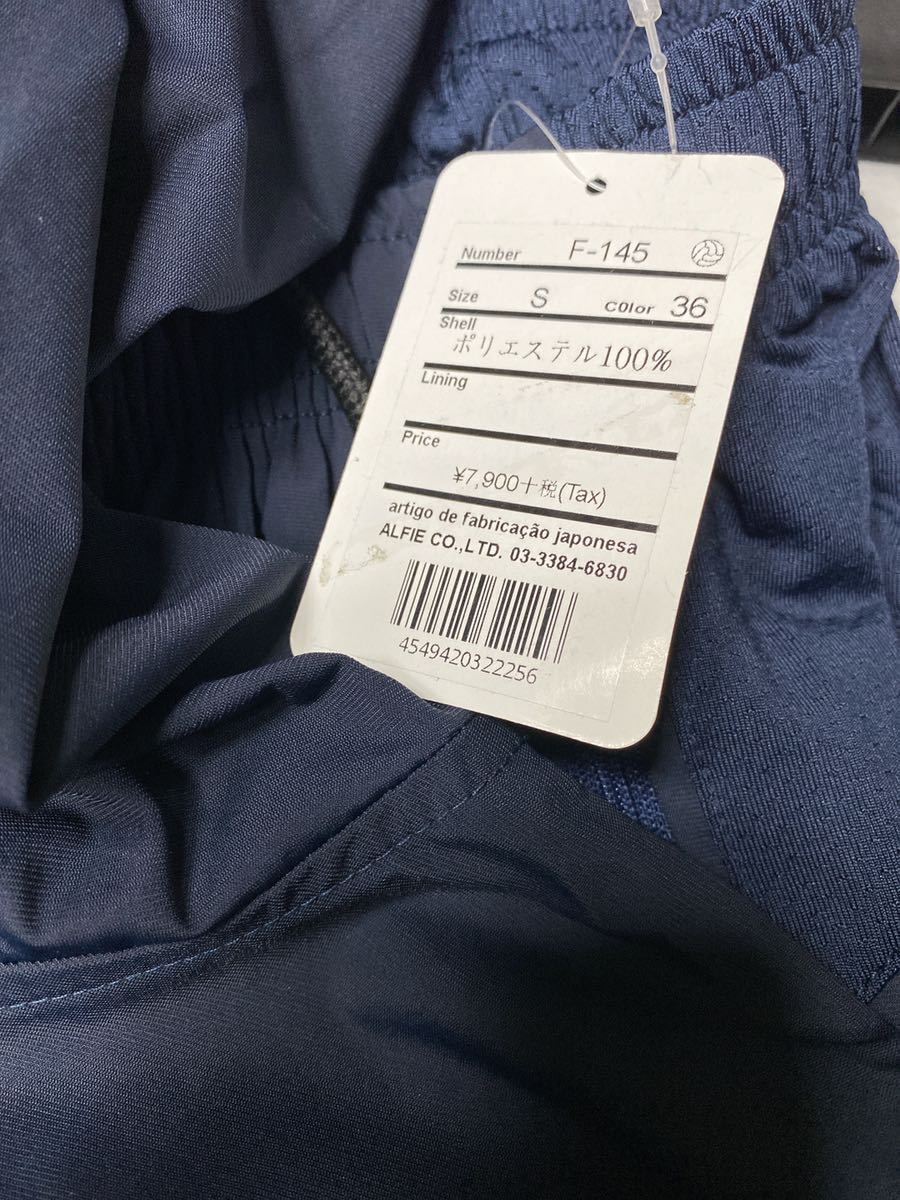 Number F-145
Size S Color 36
Shell
ポリエステル100%
Lining
Price
¥7,900+税(Tax)
artigo de fabricação japonesa
ALFIE CO.,LTD. 03-3384-6830
4549420322256